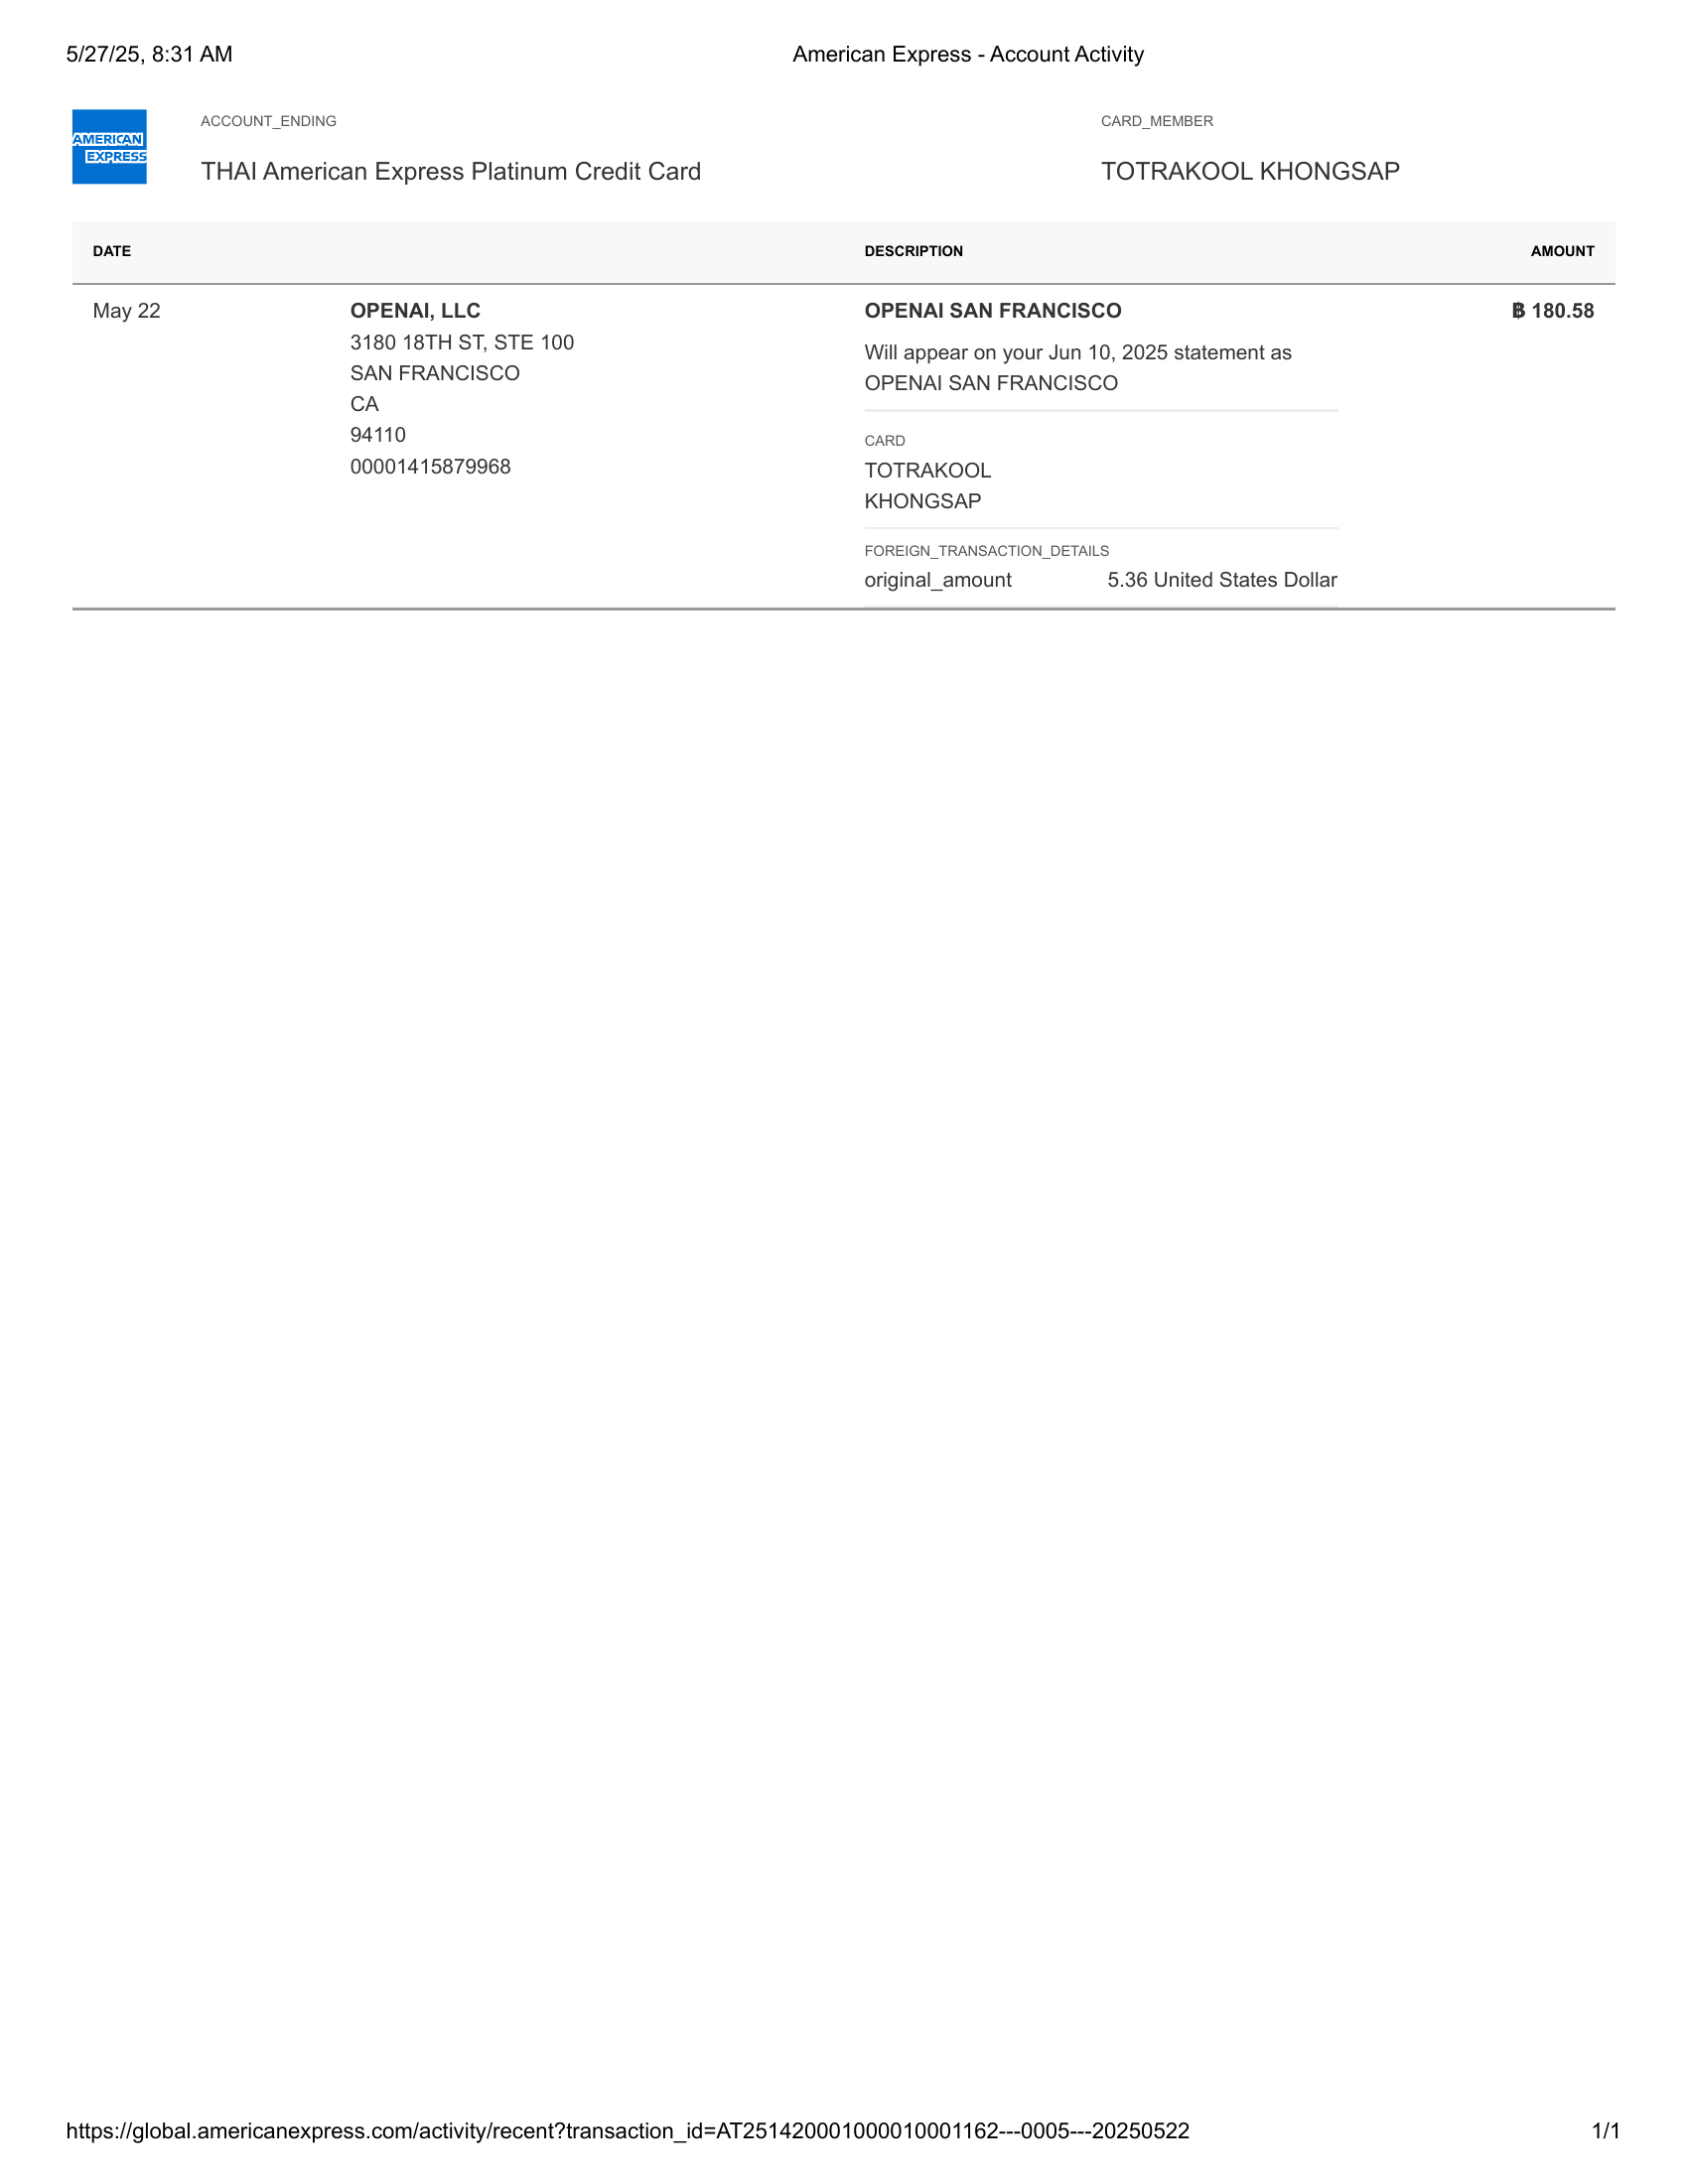 5/27/25, 8:31 AM American Express - Account Activity
AMERICAN
EXPRESS
ACCOUNT_ENDING CARD_MEMBER
THAI American Express Platinum Credit Card TOTRAKOOL KHONGSAP
DATE DESCRIPTION AMOUNT
May 22 OPENAI, LLC OPENAI SAN FRANCISCO ฿ 180.58
3180 18TH ST, STE 100
SAN FRANCISCO
CA
94110
00001415879968
Will appear on your Jun 10, 2025 statement as
OPENAI SAN FRANCISCO
CARD
TOTRAKOOL
KHONGSAP
FOREIGN_TRANSACTION_DETAILS
original_amount 5.36 United States Dollar
https://global.americanexpress.com/activity/recent?transaction_id=AT251420001000010001162---0005---20250522 1/1